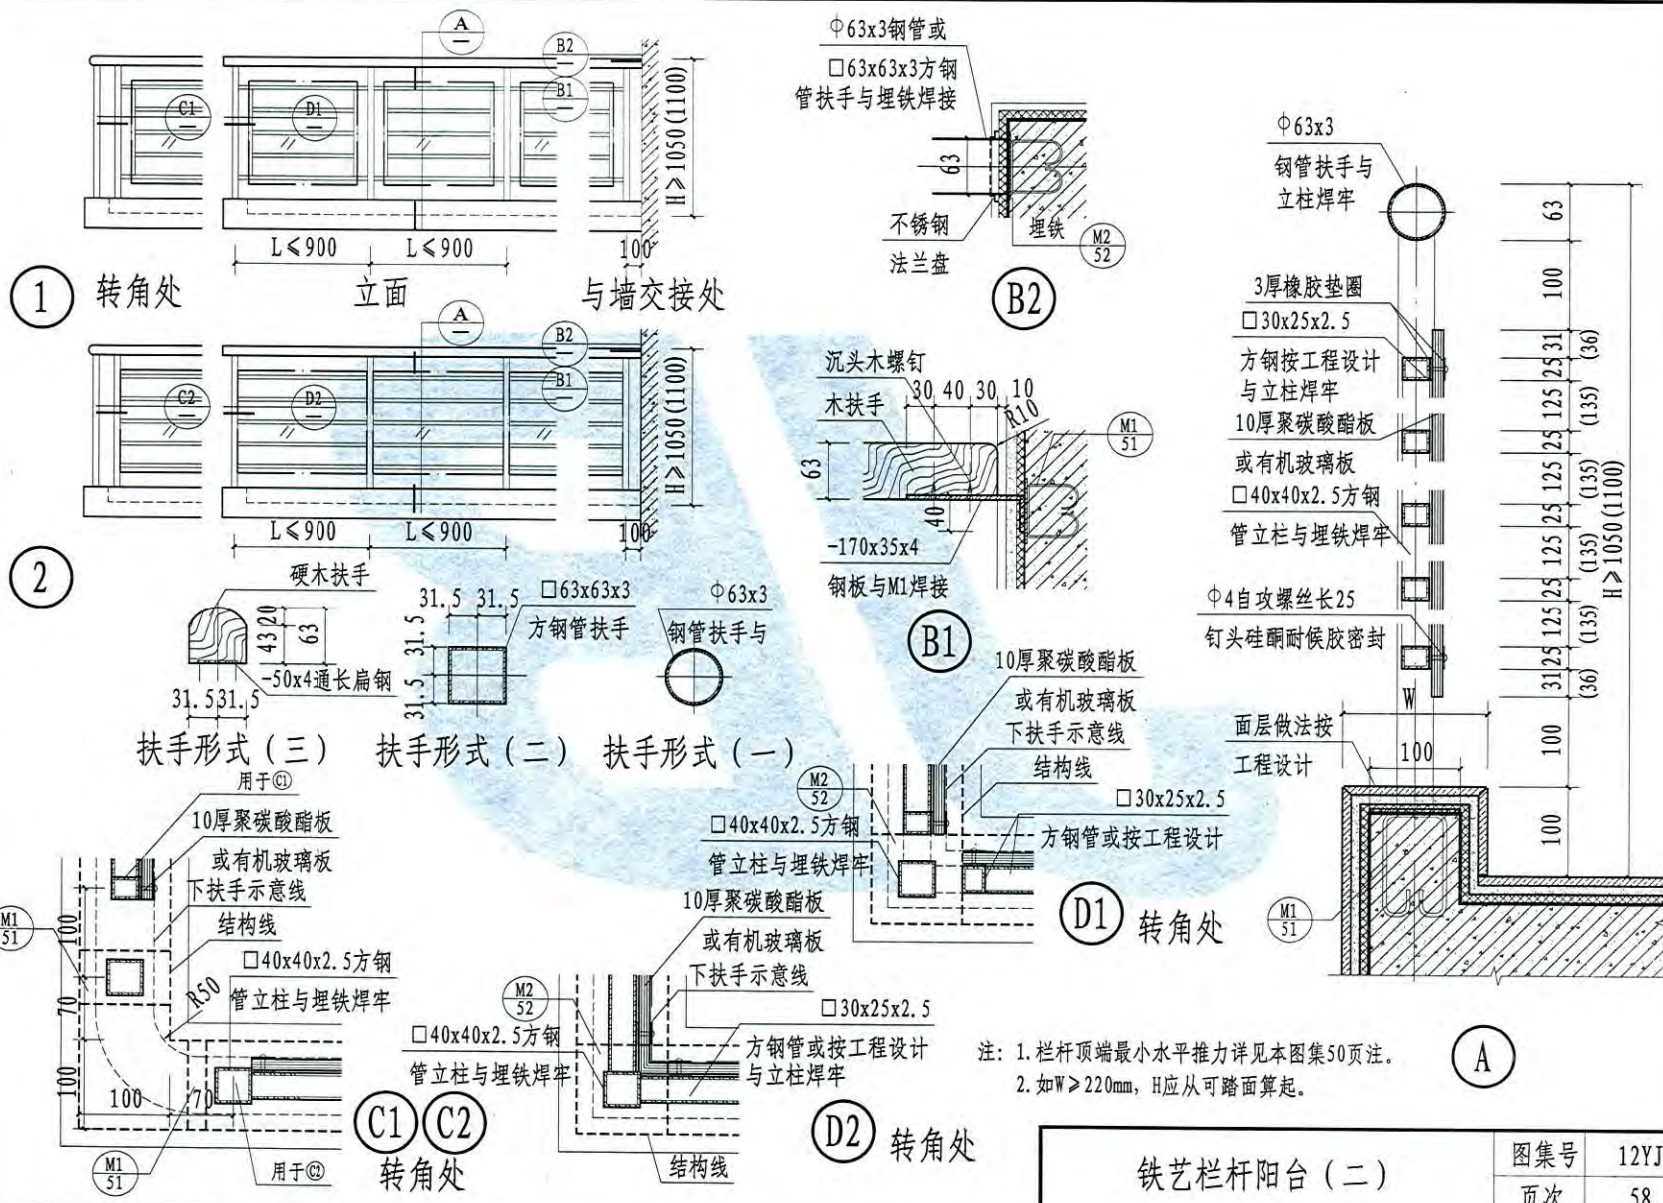 A
B2
B1
C1
D1
H≥1050(1100)
L≤900
L≤900
100
1
转角处
立面
与墙交接处
A
B2
B1
C2
D2
H≥1050(1100)
L≤900
L≤900
100
2
硬木扶手
20
43
63
-50x4通长扁钢
31.5
31.5
扶手形式(三)
31.5
31.5
□63x63x3
方钢管扶手
31.5
31.5
扶手形式(二)
Φ63x3
钢管扶手与
扶手形式(一)
Φ63x3钢管或
□63x63x3方钢
管扶手与埋铁焊接
63
不锈钢
法兰盘
埋铁
M2
52
B2
沉头木螺钉
木扶手
30
40
30
10
R10
M1
51
63
40
-170x35x4
钢板与M1焊接
B1
Φ63x3
钢管扶手与
立柱焊牢
3厚橡胶垫圈
□30x25x2.5
方钢按工程设计
与立柱焊牢
10厚聚碳酸酯板
或有机玻璃板
□40x40x2.5方钢
管立柱与埋铁焊牢
Φ4自攻螺丝长25
钉头硅酮耐候胶密封
W
面层做法按
工程设计
100
63
100
31
(36)
25
125
(135)
25
125
(135)
25
125
(135)
25
125
(135)
25
31
(36)
100
100
H≥1050(1100)
M1
51
A
用于C1
10厚聚碳酸酯板
或有机玻璃板
下扶手示意线
结构线
□40x40x2.5方钢
管立柱与埋铁焊牢
R50
M1
51
100
70
100
100
70
M1
51
用于C2
C1
C2
转角处
10厚聚碳酸酯板
或有机玻璃板
下扶手示意线
结构线
M2
52
□40x40x2.5方钢
管立柱与埋铁焊牢
□30x25x2.5
方钢管或按工程设计
D1
转角处
10厚聚碳酸酯板
或有机玻璃板
下扶手示意线
M2
52
□40x40x2.5方钢
管立柱与埋铁焊牢
□30x25x2.5
方钢管或按工程设计
与立柱焊牢
结构线
D2
转角处
注: 1.栏杆顶端最小水平推力详见本图集50页注。
2.如W≥220mm, H应从可踏面算起。
铁艺栏杆阳台(二)
图集号
12YJ
页次
58